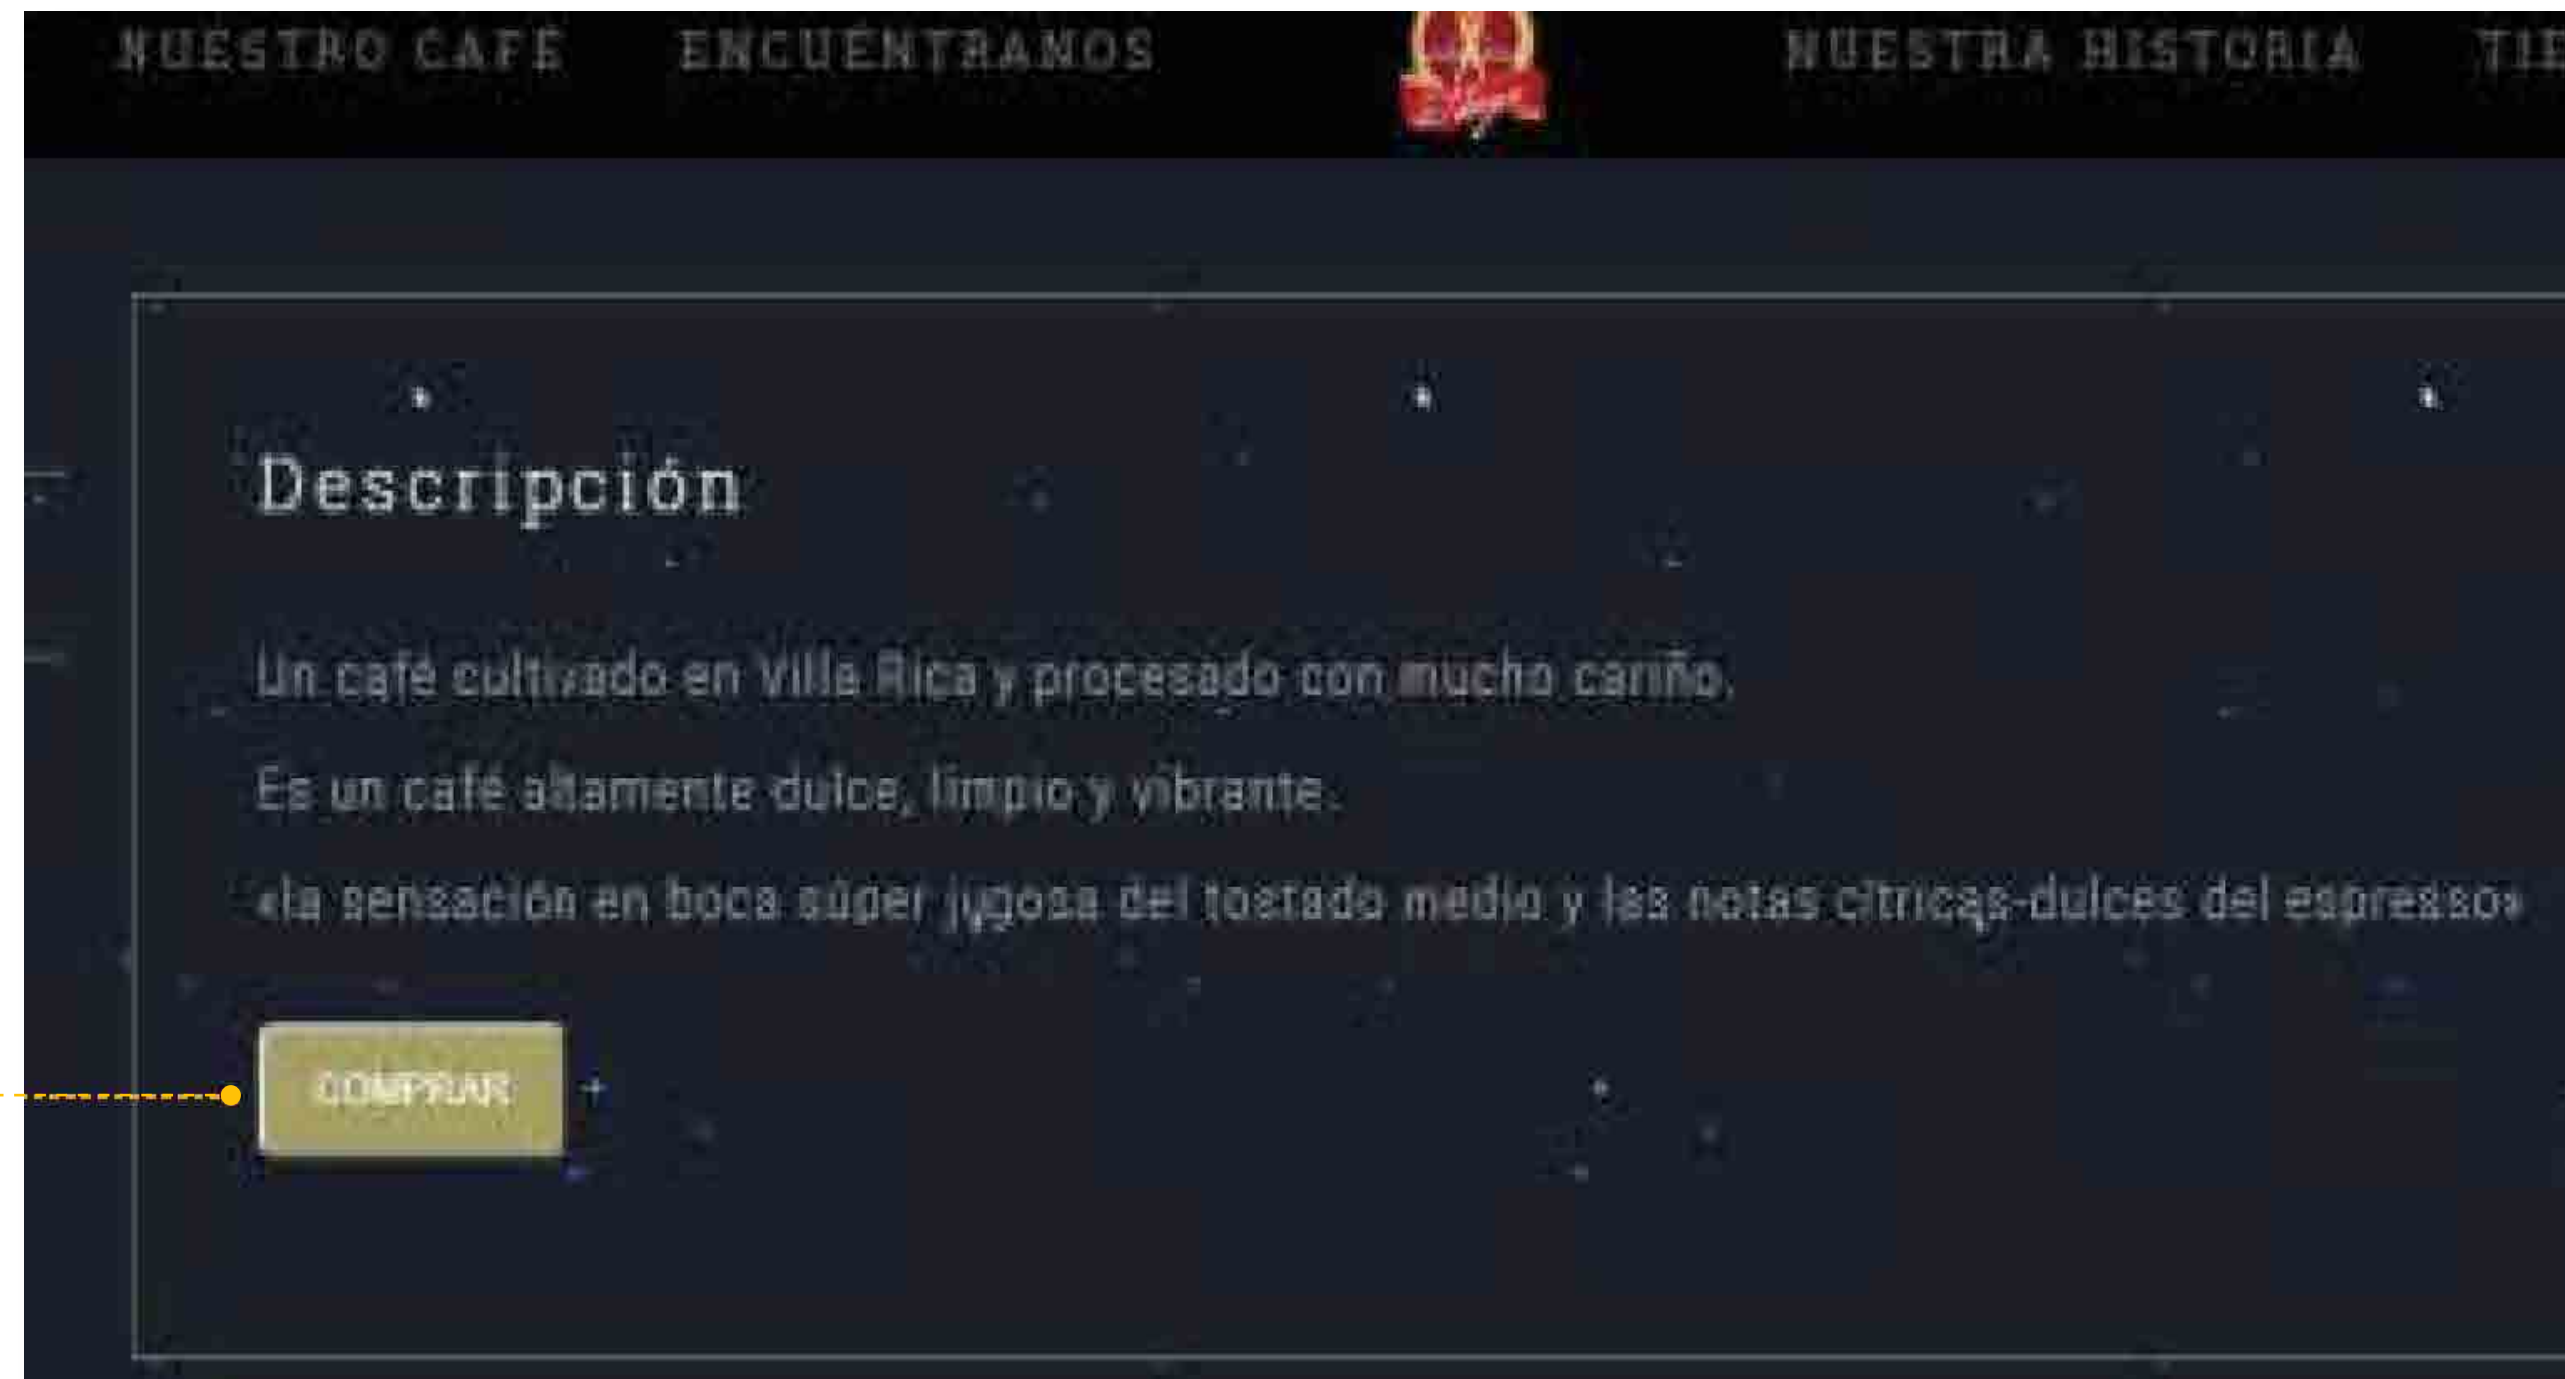 NUESTRO CAFÉ ENCUÉNTRANOS NUESTRA HISTORIA TIE
Descripción
Un café cultivado en Villa Rica y procesado con mucho cariño.
Es un café altamente dulce, limpio y vibrante.
«la sensación en boca súper jugosa del tostado medio y las notas cítricas-dulces del espresso»
COMPRAR